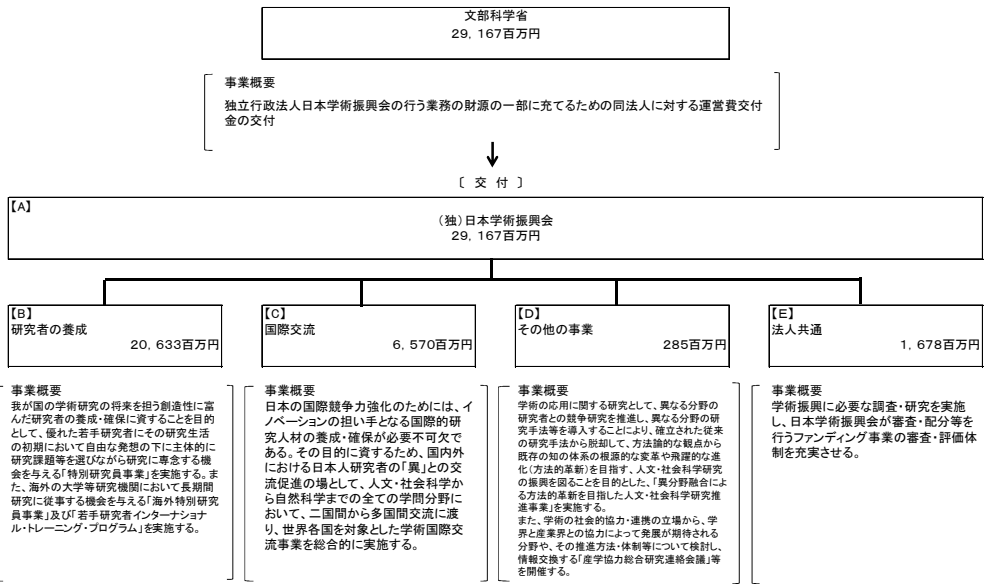 文部科学省
29, 167百万円
事業概要
独立行政法人日本学術振興会の行う業務の財源の一部に充てるための同法人に対する運営費交付
金の交付
〔 交 付 〕
【A】
(独)日本学術振興会
29, 167百万円
【B】
研究者の養成
20, 633百万円
【C】
国際交流
6, 570百万円
【D】
その他の事業
285百万円
【E】
法人共通
1, 678百万円
事業概要
我が国の学術研究の将来を担う創造性に富
んだ研究者の養成・確保に資することを目的
として、優れた若手研究者にその研究生活
の初期において自由な発想の下に主体的に
研究課題等を選びながら研究に専念する機
会を与える「特別研究員事業」を実施する。ま
た、海外の大学等研究機関において長期間
研究に従事する機会を与える「海外特別研究
員事業」及び「若手研究者インターナショナ
ル・トレーニング・プログラム」を実施する。
事業概要
日本の国際競争力強化のためには、イ
ノベーションの担い手となる国際的研
究人材の養成・確保が必要不可欠で
ある。その目的に資するため、国内外
における日本人研究者の「異」との交
流促進の場として、人文・社会科学か
ら自然科学までの全ての学問分野に
おいて、二国間から多国間交流に渡
り、世界各国を対象とした学術国際交
流事業を総合的に実施する。
事業概要
学術の応用に関する研究として、異なる分野の
研究者との競争研究を推進し、異なる分野の研
究手法等を導入することにより、確立された従来
の研究手法から脱却して、方法論的な観点から
既存の知の体系の根源的な変革や飛躍的な進
化(方法的革新)を目指す、人文・社会科学研究
の振興を図ることを目的とした、「異分野融合によ
る方法的革新を目指した人文・社会科学研究推
進事業」を実施する。
また、学術の社会的協力・連携の立場から、学
界と産業界との協力によって発展が期待される
分野や、その推進方法・体制等について検討し、
情報交換する「産学協力総合研究連絡会議」等
を開催する。
事業概要
学術振興に必要な調査・研究を実施
し、日本学術振興会が審査・配分等を
行うファンディング事業の審査・評価体
制を充実させる。